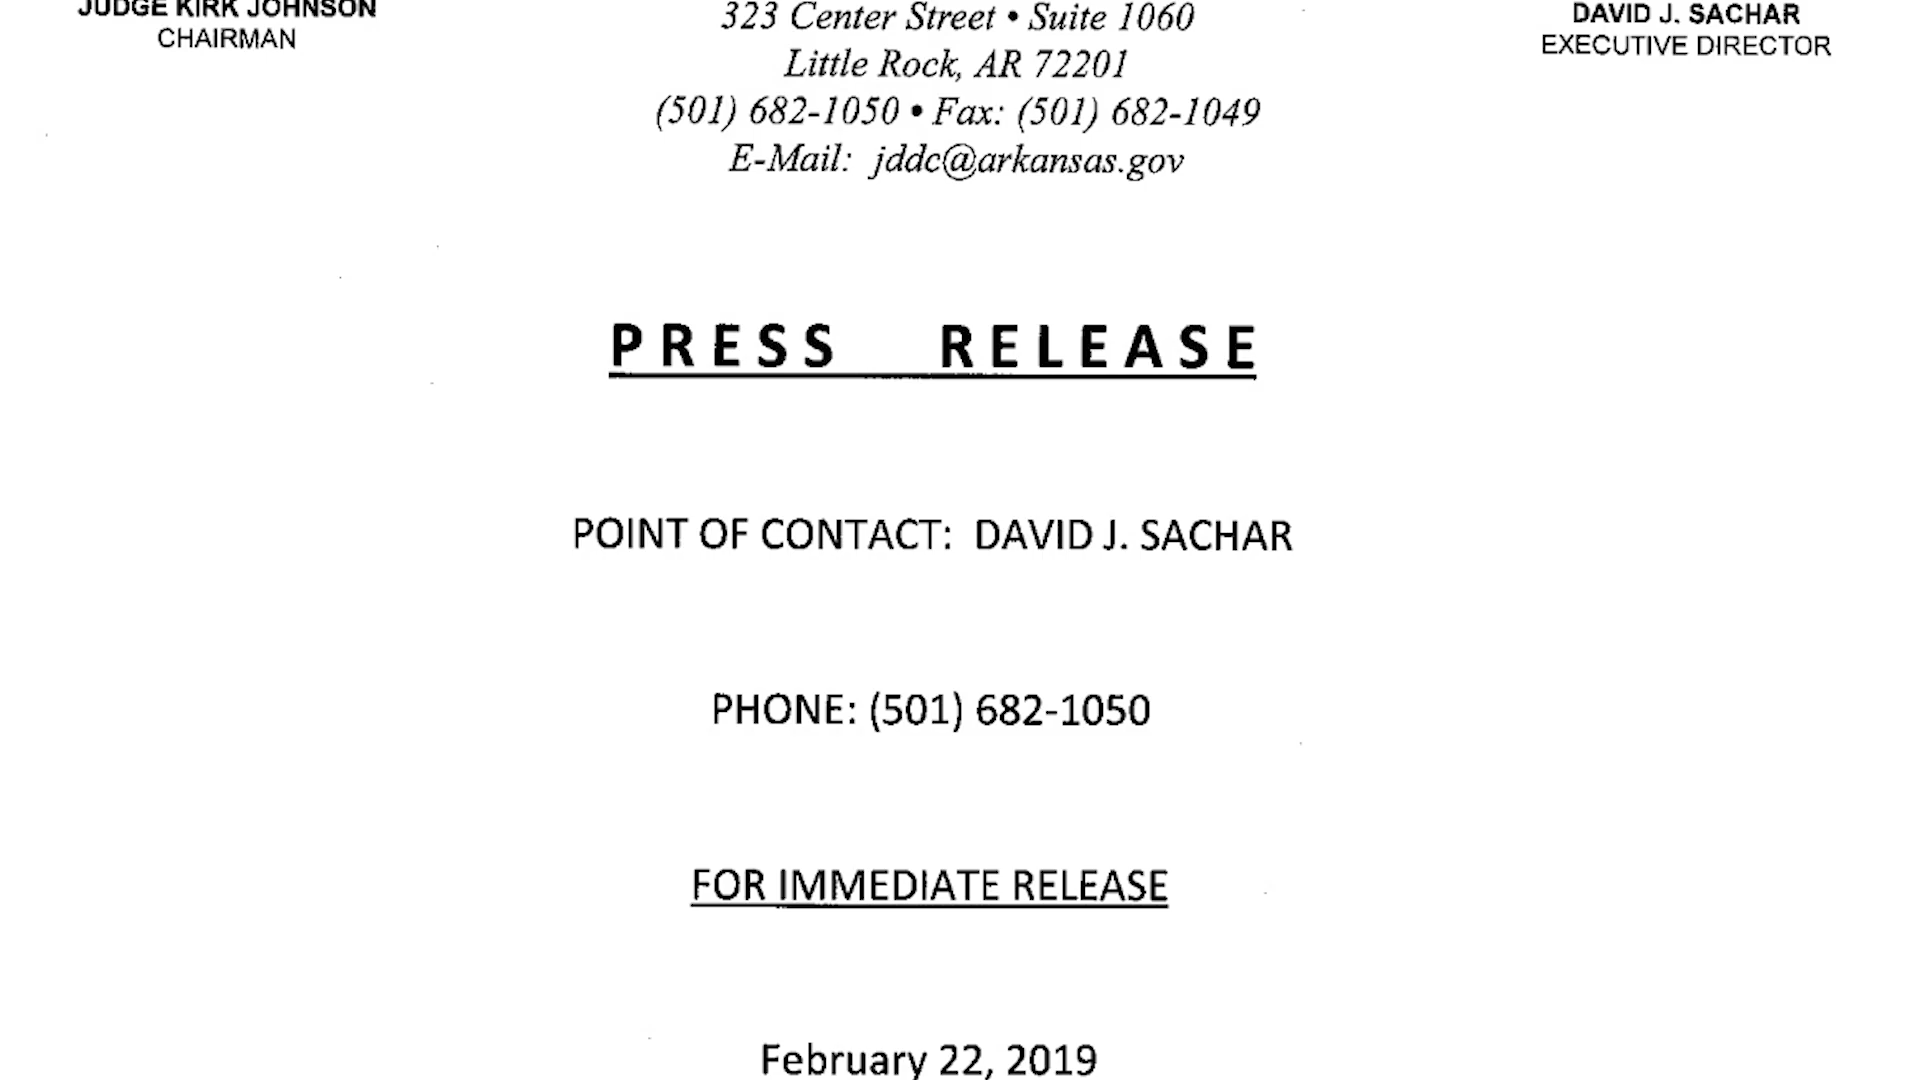 JUDGE KIRK JOHNSON
CHAIRMAN
323 Center Street • Suite 1060
Little Rock, AR 72201
(501) 682-1050 • Fax: (501) 682-1049
E-Mail: jddc@arkansas.gov
DAVID J. SACHAR
EXECUTIVE DIRECTOR
PRESS RELEASE
POINT OF CONTACT: DAVID J. SACHAR
PHONE: (501) 682-1050
FOR IMMEDIATE RELEASE
February 22, 2019